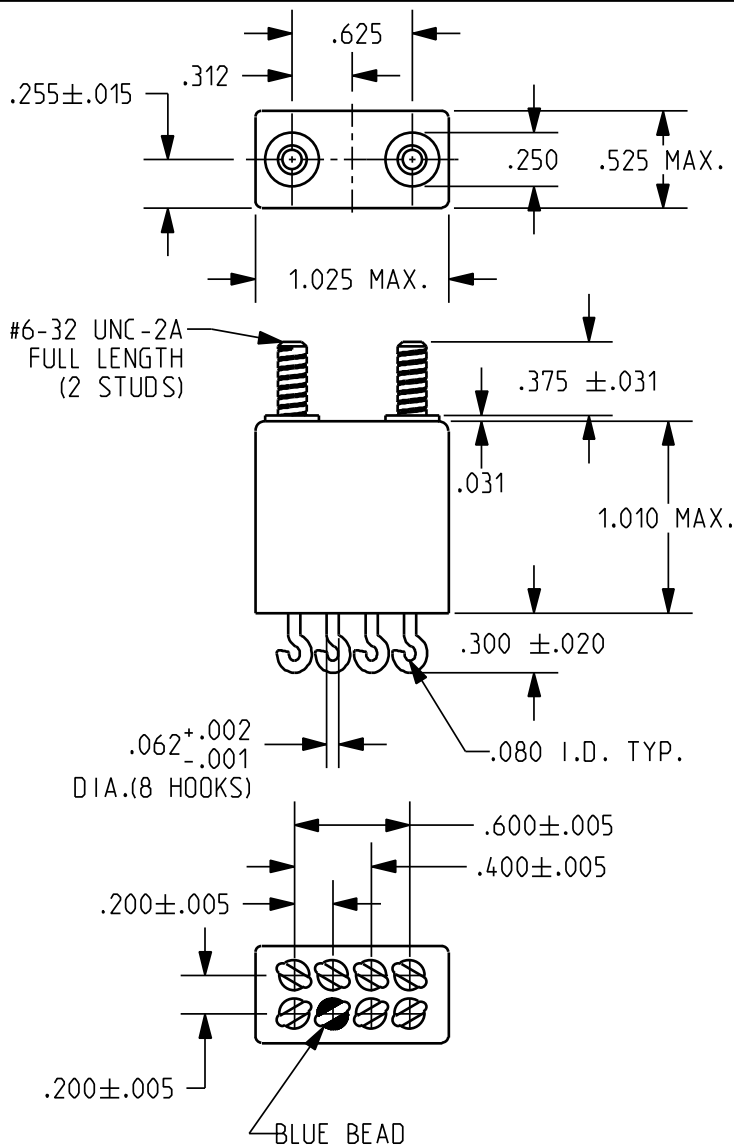 .625
.312
.255±.015
.250
.525 MAX.
1.025 MAX.
#6-32 UNC-2A
FULL LENGTH
(2 STUDS)
.375 ±.031
.031
1.010 MAX.
.300 ±.020
.062+.002
-.001
DIA.(8 HOOKS)
.080 I.D. TYP.
.600±.005
.400±.005
.200±.005
.200±.005
BLUE BEAD